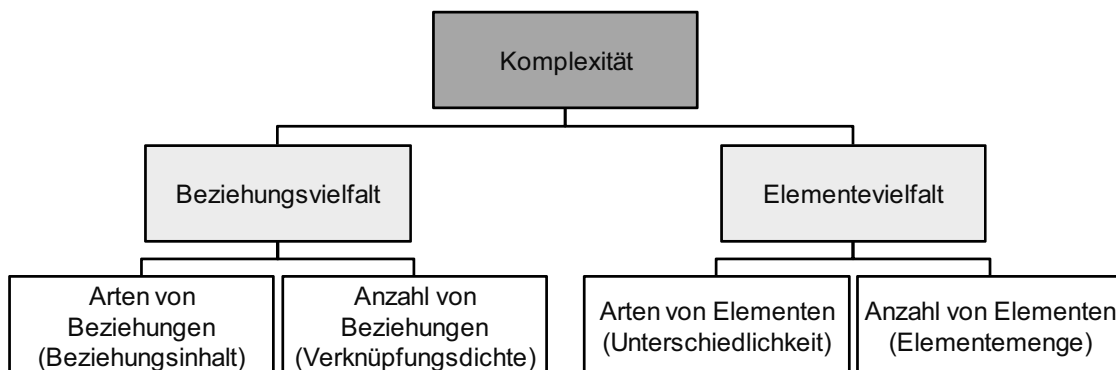 Komplexität
Beziehungsvielfalt
Elementevielfalt
Arten von
Beziehungen
(Beziehungsinhalt)
Anzahl von
Beziehungen
(Verknüpfungsdichte)
Arten von Elementen
(Unterschiedlichkeit)
Anzahl von Elementen
(Elementemenge)